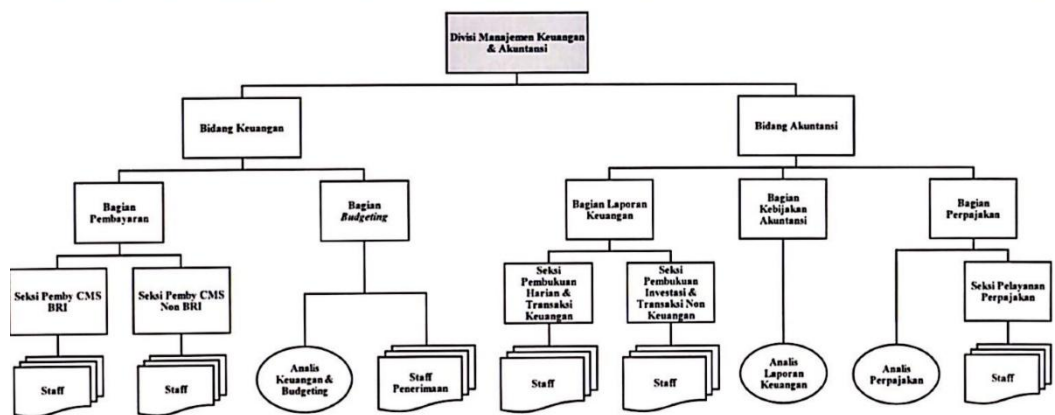 Divisi Manajemen Keuangan
& Akuntansi
Bidang Keuangan
Bidang Akuntansi
Bagian
Pembayaran
Bagian
Budgeting
Bagian Laporan
Keuangan
Bagian
Kebijakan
Akuntansi
Bagian
Perpajakan
Seksi Pemby CMS
BRI
Seksi Pemby CMS
Non BRI
Seksi
Pembukuan
Harian &
Transaksi
Keuangan
Seksi
Pembukuan
Investasi &
Transaksi Non
Keuangan
Seksi Pelayanan
Perpajakan
Staff
Staff
Analis
Keuangan &
Budgeting
Staff
Penerimaan
Staff
Staff
Analis
Laporan
Keuangan
Analis
Perpajakan
Staff